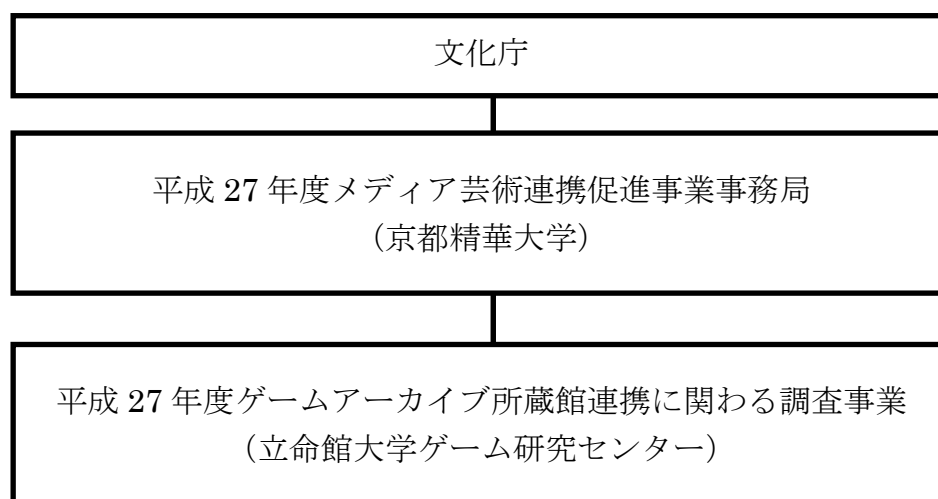 文化庁
平成 27 年度メディア芸術連携促進事業事務局
（京都精華大学）
平成 27 年度ゲームアーカイブ所蔵館連携に関わる調査事業
（立命館大学ゲーム研究センター）